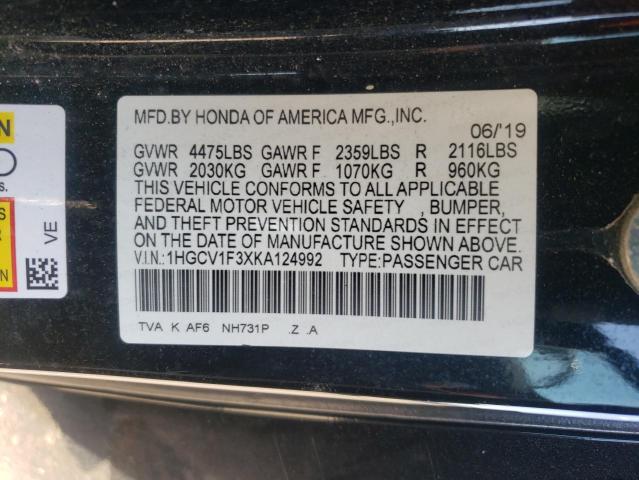 MFD.BY HONDA OF AMERICA MFG.,INC.
06/'19
GVWR 4475LBS GAWR F 2359LBS R 2116LBS
GVWR 2030KG GAWR F 1070KG R 960KG
THIS VEHICLE CONFORMS TO ALL APPLICABLE
FEDERAL MOTOR VEHICLE SAFETY , BUMPER,
AND THEFT PREVENTION STANDARDS IN EFFECT
ON THE DATE OF MANUFACTURE SHOWN ABOVE.
V.I.N.:1HGCV1F3XKA124992 TYPE:PASSENGER CAR
TVA K AF6 NH731P .Z .A
VE